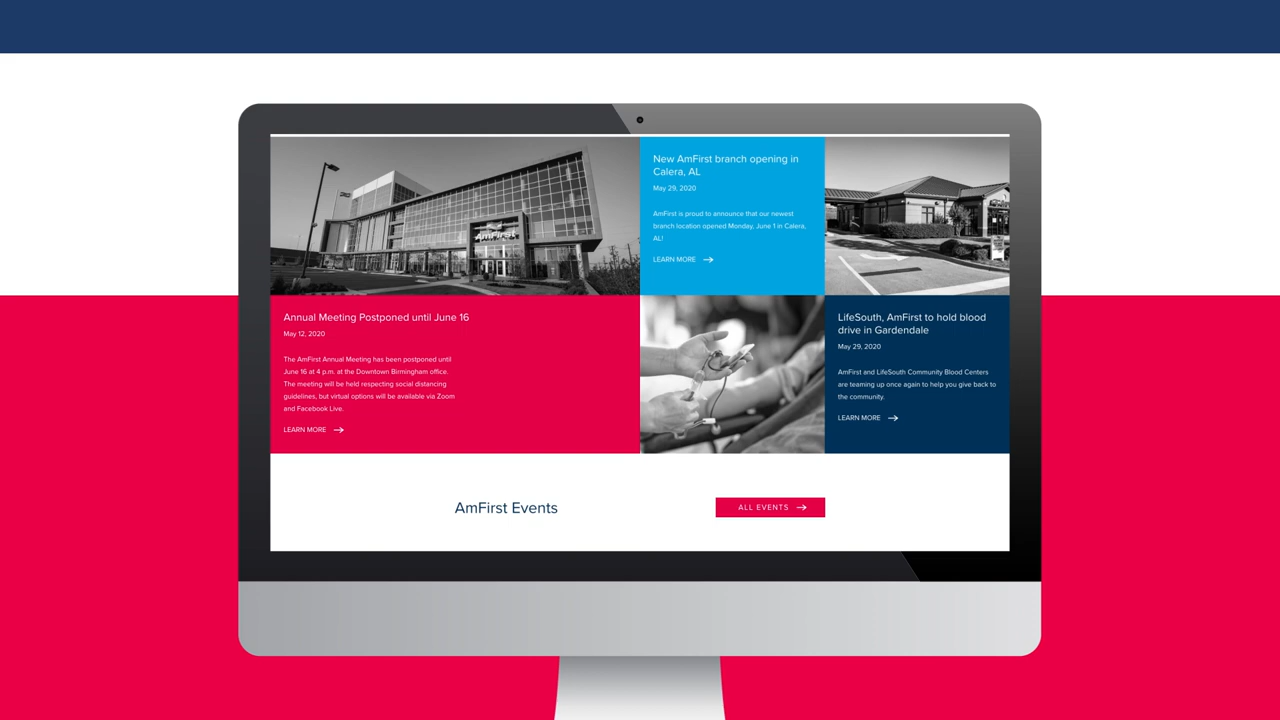 AmFirst
New AmFirst branch opening in
Calera, AL
May 29, 2020
AmFirst is proud to announce that our newest
branch location opened Monday, June 1 in Calera,
AL!
LEARN MORE
Annual Meeting Postponed until June 16
May 12, 2020
The AmFirst Annual Meeting has been postponed until
June 16 at 4 p.m. at the Downtown Birmingham office.
The meeting will be held respecting social distancing
guidelines, but virtual options will be available via Zoom
and Facebook Live.
LEARN MORE
LifeSouth, AmFirst to hold blood
drive in Gardendale
May 29, 2020
AmFirst and LifeSouth Community Blood Centers
are teaming up once again to help you give back to
the community.
LEARN MORE
AmFirst Events
ALL EVENTS